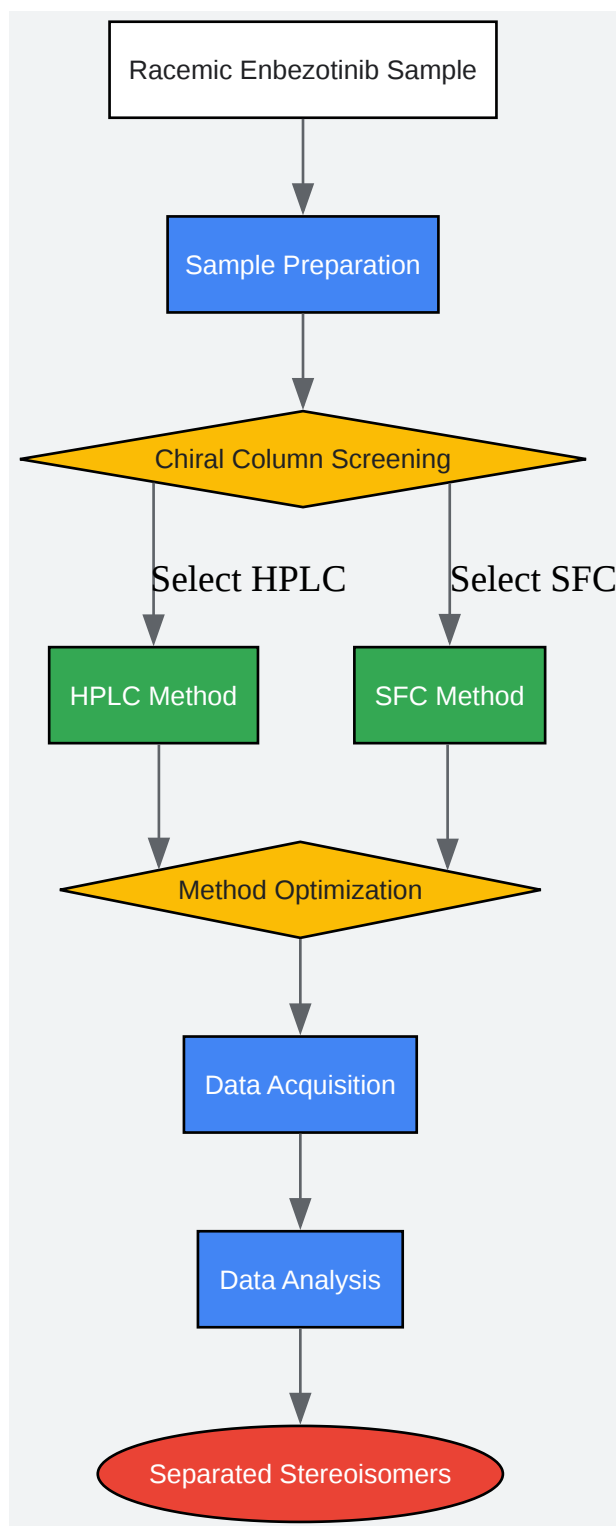 Racemic Enbezotinib Sample
Sample Preparation
Chiral Column Screening
Select HPLC
Select SFC
HPLC Method
SFC Method
Method Optimization
Data Acquisition
Data Analysis
Separated Stereoisomers